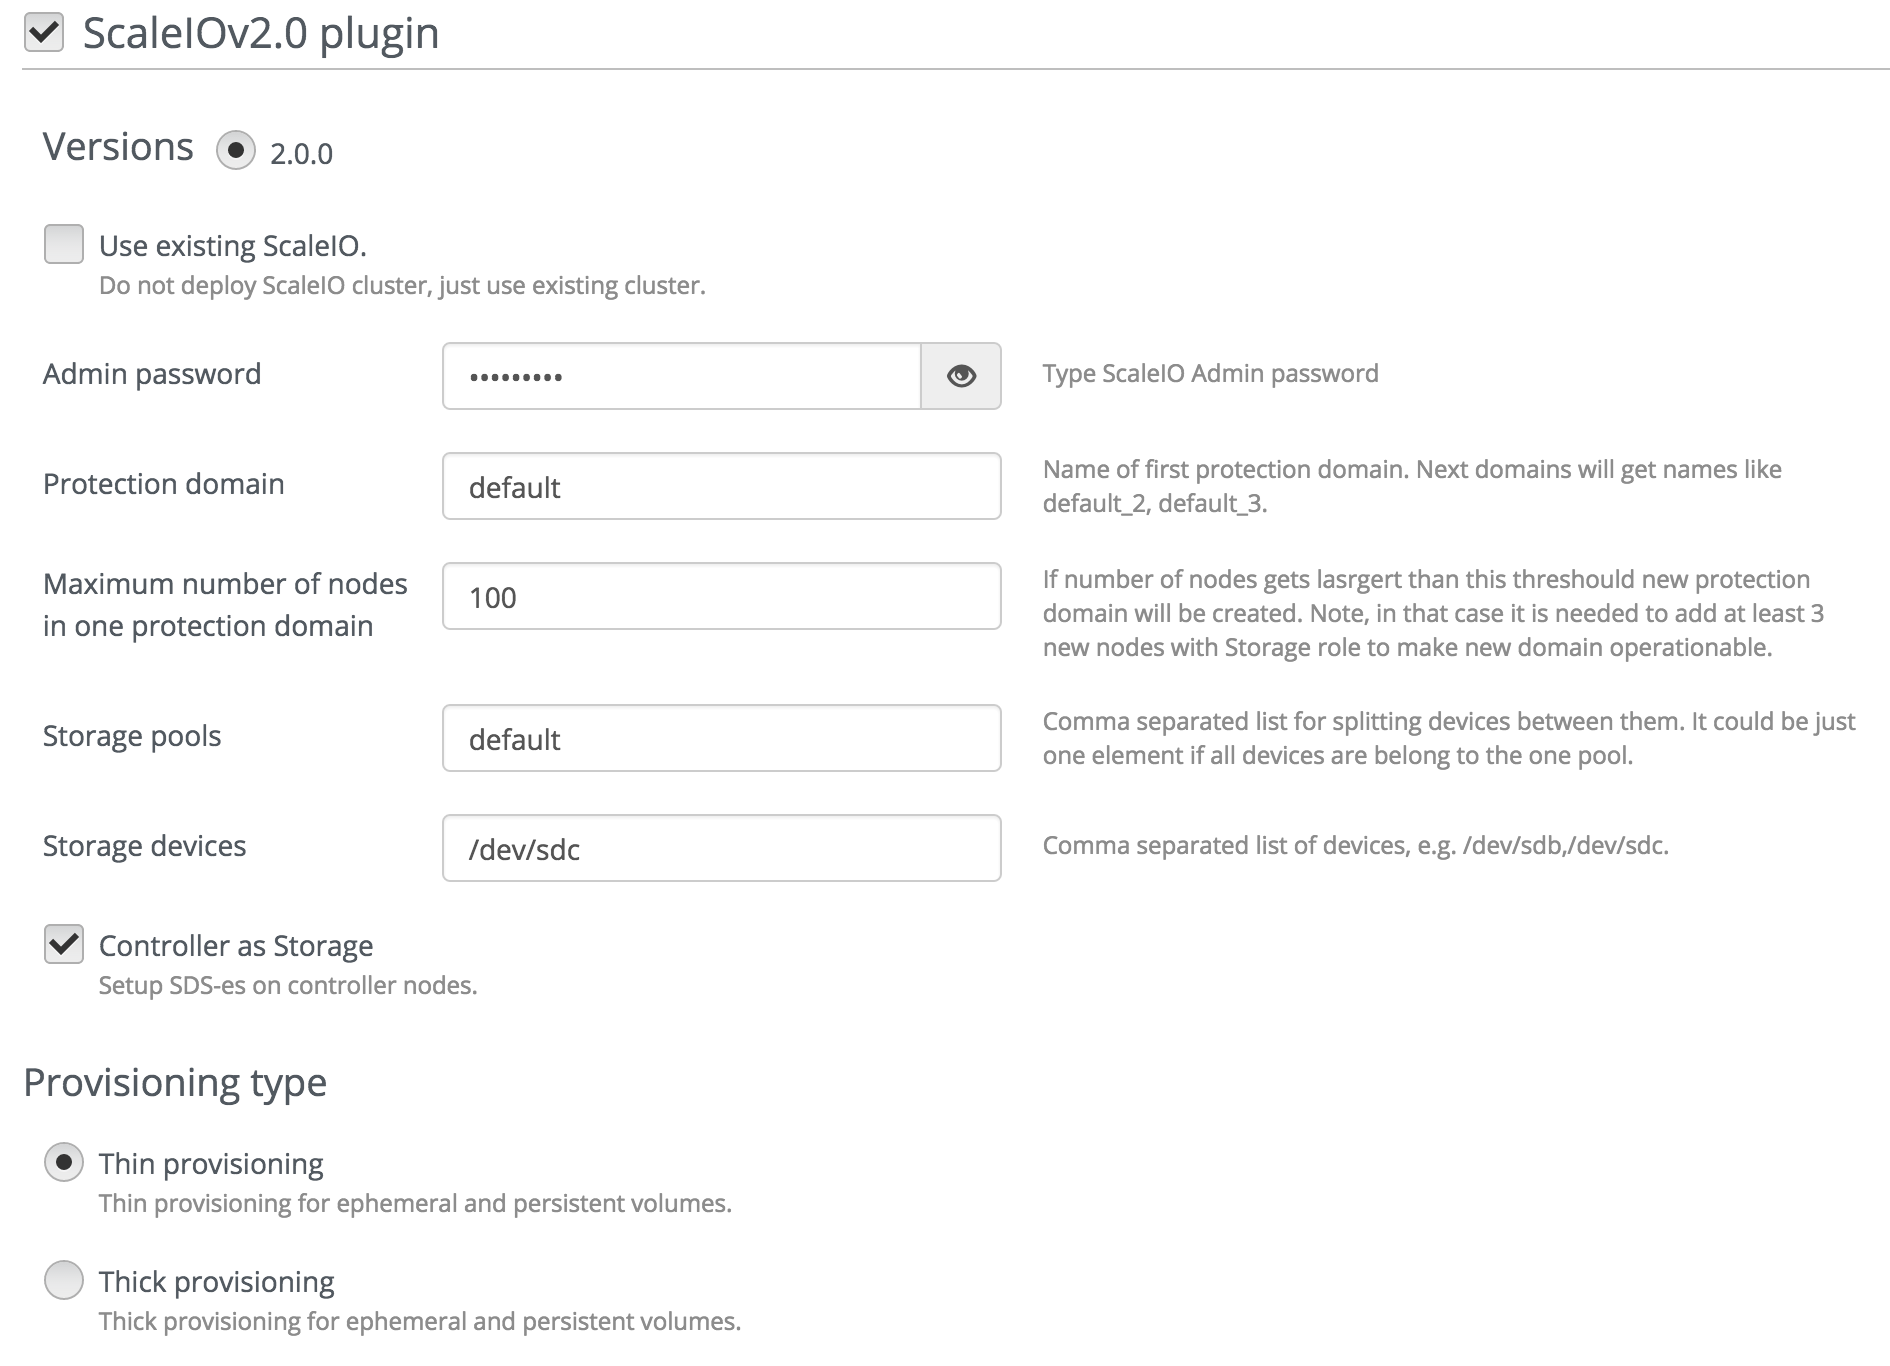 ScaleIOv2.0 plugin
Versions 2.0.0
Use existing ScaleIO.
Do not deploy ScaleIO cluster, just use existing cluster.
Admin password ••••••••• Type ScaleIO Admin password
Protection domain default Name of first protection domain. Next domains will get names like
default_2, default_3.
Maximum number of nodes
in one protection domain
100
If number of nodes gets lasrgert than this threshould new protection
domain will be created. Note, in that case it is needed to add at least 3
new nodes with Storage role to make new domain operationable.
Storage pools default Comma separated list for splitting devices between them. It could be just
one element if all devices are belong to the one pool.
Storage devices /dev/sdc Comma separated list of devices, e.g. /dev/sdb,/dev/sdc.
Controller as Storage
Setup SDS-es on controller nodes.
Provisioning type
Thin provisioning
Thin provisioning for ephemeral and persistent volumes.
Thick provisioning
Thick provisioning for ephemeral and persistent volumes.